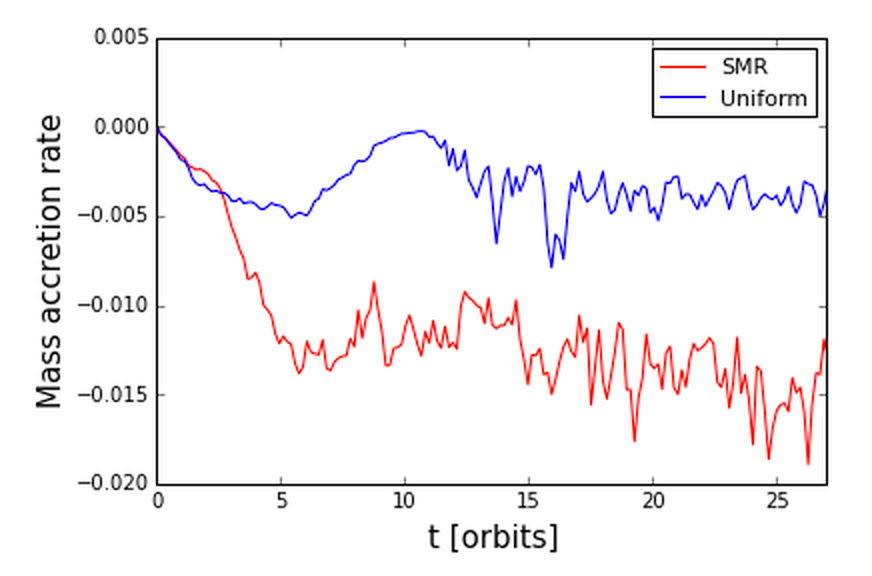 0.005
0.000
−0.005
−0.010
−0.015
−0.020
Mass accretion rate
SMR
Uniform
0 5 10 15 20 25
t [orbits]